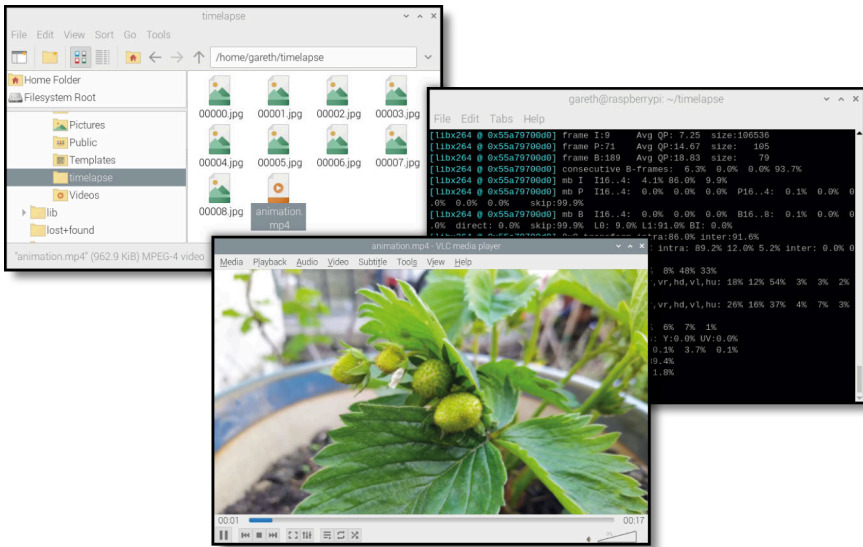 timelapse
File Edit View Sort Go Tools
/home/gareth/timelapse
Home Folder
Filesystem Root
Pictures
Public
Templates
timelapse
Videos
lib
lost+found
00000.jpg 00001.jpg 00002.jpg 00003.jpg
00004.jpg 00005.jpg 00006.jpg 00007.jpg
00008.jpg animation.
mp4
"animation.mp4" (962.9 KiB) MPEG-4 video
gareth@raspberrypi: ~/timelapse
File Edit Tabs Help
[libx264 @ 0x55a79700d0] frame I:9 Avg QP: 7.25 size:106536
[libx264 @ 0x55a79700d0] frame P:71 Avg QP:14.67 size: 105
[libx264 @ 0x55a79700d0] frame B:189 Avg QP:18.83 size: 79
[libx264 @ 0x55a79700d0] consecutive B-frames: 6.3% 0.0% 0.0% 93.7%
[libx264 @ 0x55a79700d0] mb I I16..4: 4.1% 86.0% 9.9%
[libx264 @ 0x55a79700d0] mb P I16..4: 0.0% 0.0% 0.0% P16..4: 0.1% 0.0% 0
.0% 0.0% 0.0% skip:99.9%
[libx264 @ 0x55a79700d0] mb B I16..4: 0.0% 0.0% 0.0% B16..8: 0.1% 0.0% 0
.0% direct: 0.0% skip:99.9% L0: 9.0% L1:91.0% BI: 0.0%
intra:86.0% inter:91.6%
intra: 89.2% 12.0% 5.2% inter: 0.0% 0
8% 48% 33%
,vr,hd,vl,hu: 18% 12% 54% 3% 3% 2%
,vr,hd,vl,hu: 26% 16% 37% 4% 7% 3%
6% 7% 1%
: Y:0.0% UV:0.0%
0.1% 3.7% 0.1%
9.4%
1.8%
animation.mp4 - VLC media player
Media Playback Audio Video Subtitle Tools View Help
00:01
00:17